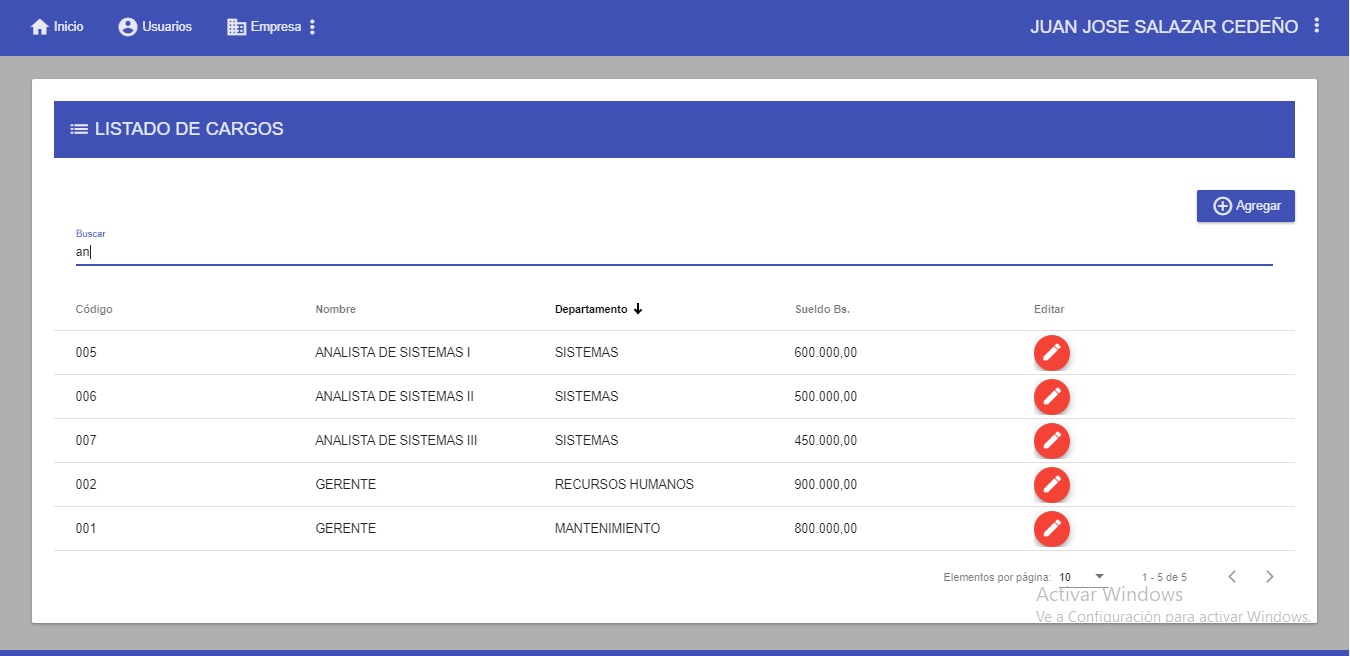 Inicio Usuarios Empresa JUAN JOSE SALAZAR CEDEÑO
LISTADO DE CARGOS
Agregar
Buscar
an
Código Nombre Departamento Sueldo Bs. Editar
005 ANALISTA DE SISTEMAS I SISTEMAS 600.000,00
006 ANALISTA DE SISTEMAS II SISTEMAS 500.000,00
007 ANALISTA DE SISTEMAS III SISTEMAS 450.000,00
002 GERENTE RECURSOS HUMANOS 900.000,00
001 GERENTE MANTENIMIENTO 800.000,00
Elementos por página: 10 1 - 5 de 5
Activar Windows
Ve a Configuración para activar Windows.